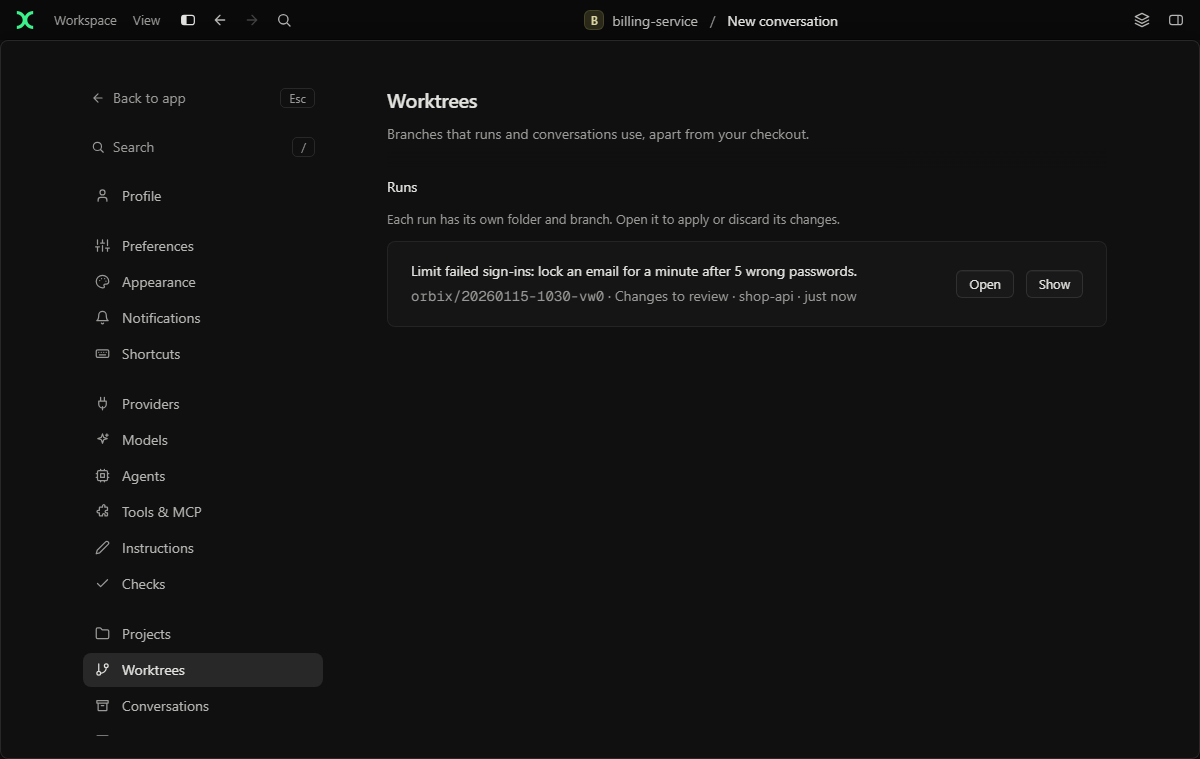 Workspace View
B billing-service / New conversation
Back to app Esc
Search /
Profile
Preferences
Appearance
Notifications
Shortcuts
Providers
Models
Agents
Tools & MCP
Instructions
Checks
Projects
Worktrees
Conversations
Worktrees
Branches that runs and conversations use, apart from your checkout.
Runs
Each run has its own folder and branch. Open it to apply or discard its changes.
Limit failed sign-ins: lock an email for a minute after 5 wrong passwords.
orbix/20260115-1030-vw0 · Changes to review · shop-api · just now
Open Show